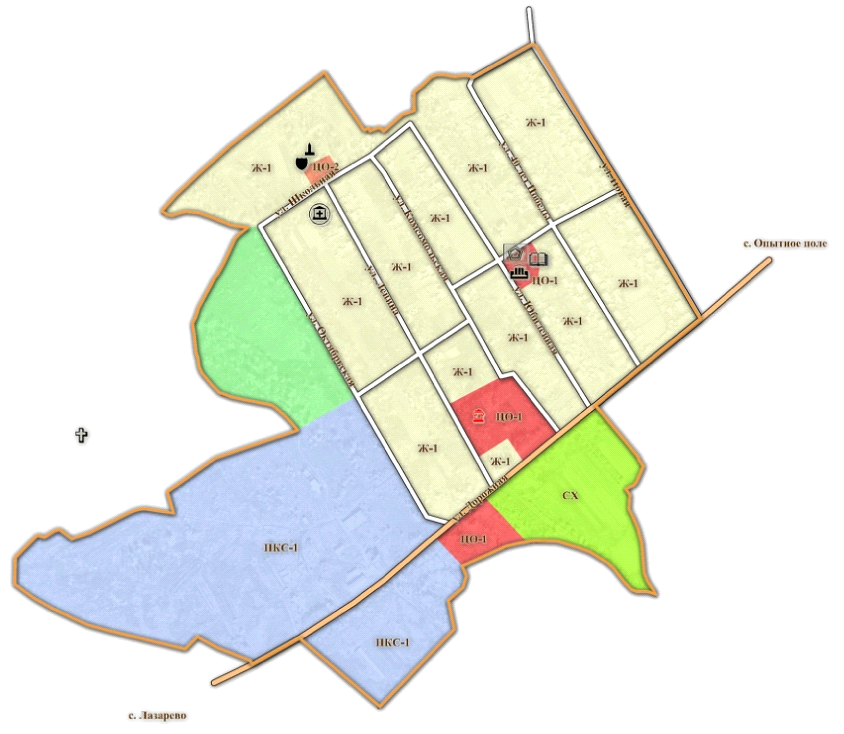 Ж-1
ул. Новая
Ж-1
ЦО-2
Ж-1
ул. Школьная
ул. Комсомольская
Ж-1
с. Опытное поле
Ж-1
ул. Ленина
ЦО-1
Ж-1
Ж-1
ул. Октябрьская
ул. Юбилейная
Ж-1
Ж-1
Ж-1
ЦО-1
Ж-1
Ж-1
ул. Дорожная
СХ
ЦО-1
ПКС-1
ПКС-1
с. Лазарево